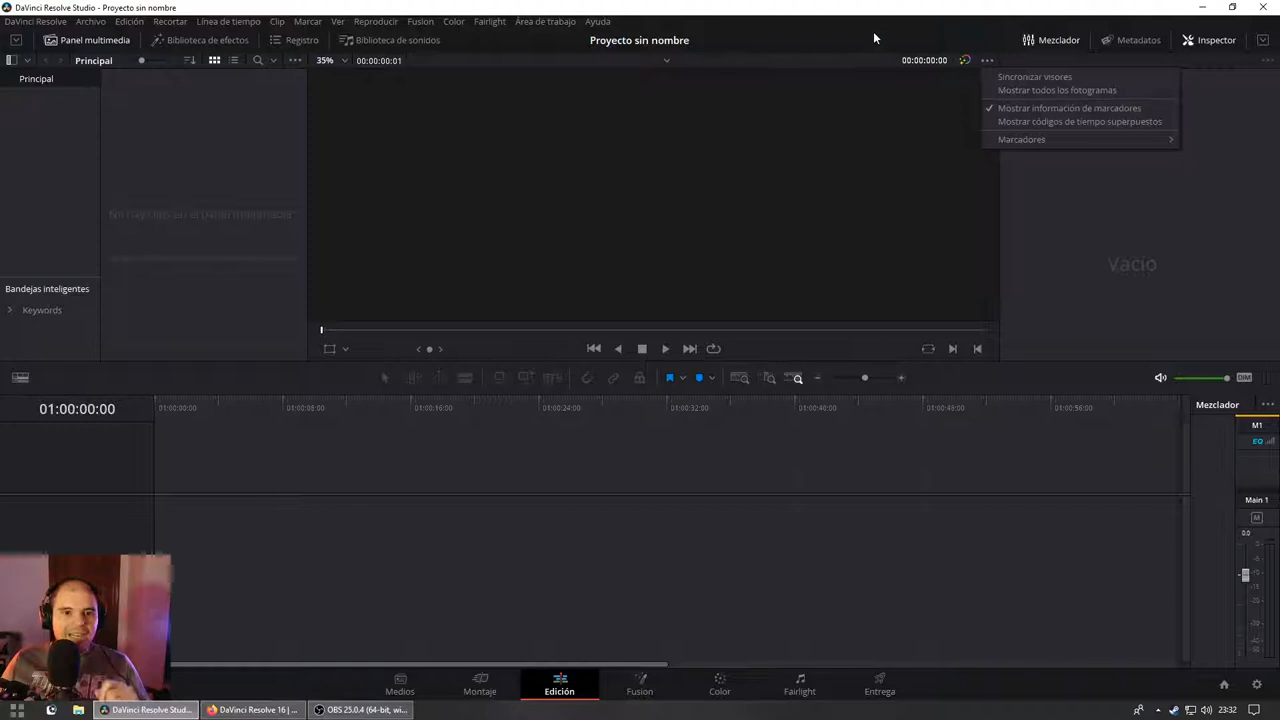 DaVinci Resolve Studio - Proyecto sin nombre
DaVinci Resolve Archivo Edición Recortar Línea de tiempo Clip Marcar Ver Reproducir Fusion Color Fairlight Área de trabajo Ayuda
Panel multimedia Biblioteca de efectos Registro Biblioteca de sonidos Proyecto sin nombre Mezclador Metadatos Inspector
Principal 35% 00:00:00:01 00:00:00:00
Principal
Sincronizar visores
Mostrar todos los fotogramas
Mostrar información de marcadores
Mostrar códigos de tiempo superpuestos
Marcadores
Vacío
Bandejas inteligentes
Keywords
DIM
01:00:00:00 01:00:00:00 01:00:08:00 01:00:16:00 01:00:24:00 01:00:32:00 01:00:40:00 01:00:48:00 01:00:56:00
Mezclador
M1
EQ
Main 1
M
0.0
Medios Montaje Edición Fusion Color Fairlight Entrega
DaVinci Resolve Stud... DaVinci Resolve 16 | ... OBS 25.0.4 (64-bit, wi... 23:32